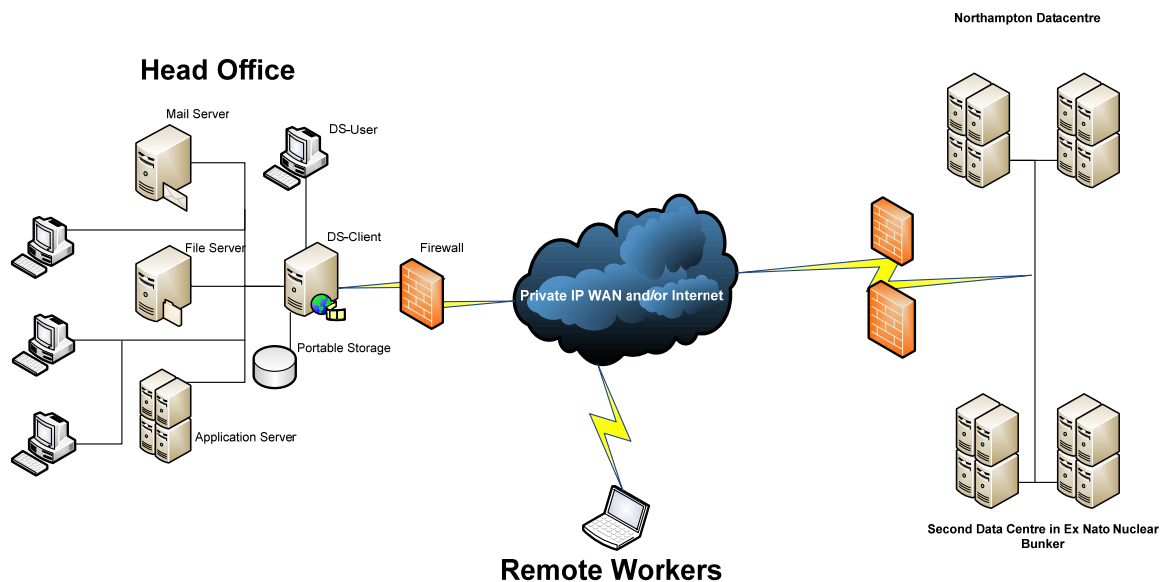 Northampton Datacentre
Head Office
Mail Server
DS-User
File Server
DS-Client
Firewall
Private IP WAN and/or Internet
Portable Storage
Application Server
Second Data Centre in Ex Nato Nuclear
Bunker
Remote Workers